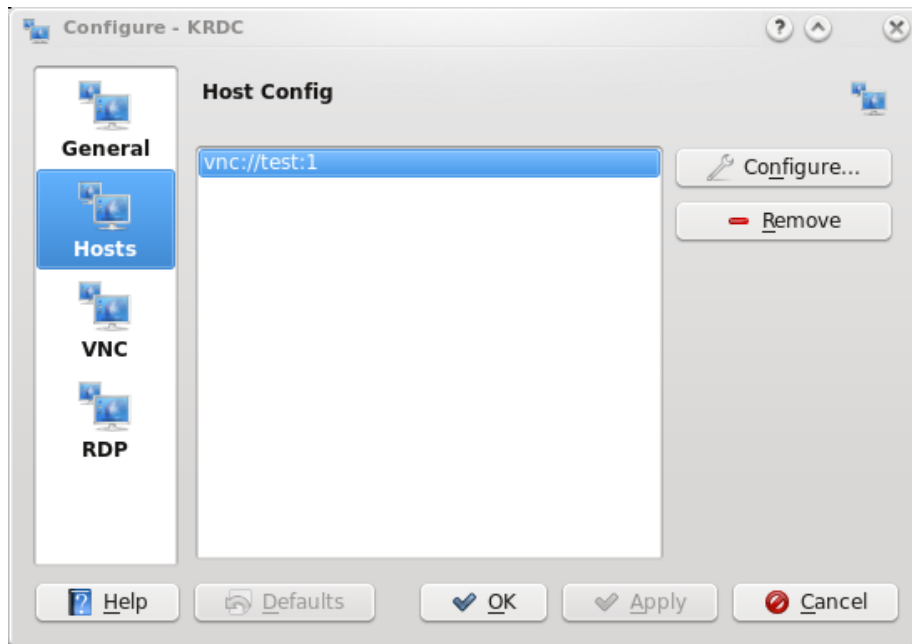 Configure - KRDC
General
Hosts
VNC
RDP
Host Config
vnc://test:1
Configure...
Remove
Help
Defaults
OK
Apply
Cancel